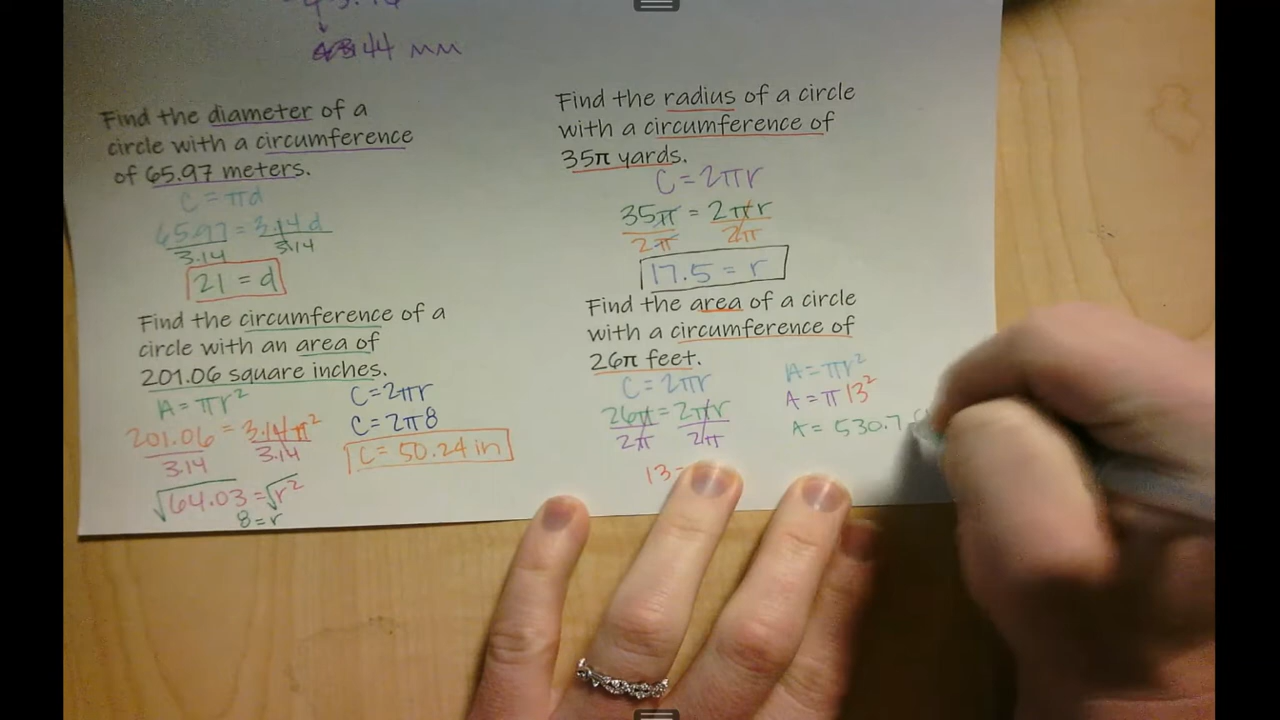 44 mm
Find the diameter of a
circle with a circumference
of 65.97 meters.
C = πd
65.97 = 3.14 d
3.14 3.14
21 = d
Find the radius of a circle
with a circumference of
35π yards.
C = 2πr
35π = 2πr
2π 2π
17.5 = r
Find the circumference of a
circle with an area of
201.06 square inches.
A = πr²
201.06 = 3.14 r²
3.14 3.14
√64.03 = √r²
8 = r
C = 2πr
C = 2π8
C = 50.24 in
Find the area of a circle
with a circumference of
26π feet.
C = 2πr
26π = 2πr
2π 2π
13 =
A = πr²
A = π 13²
A = 530.7